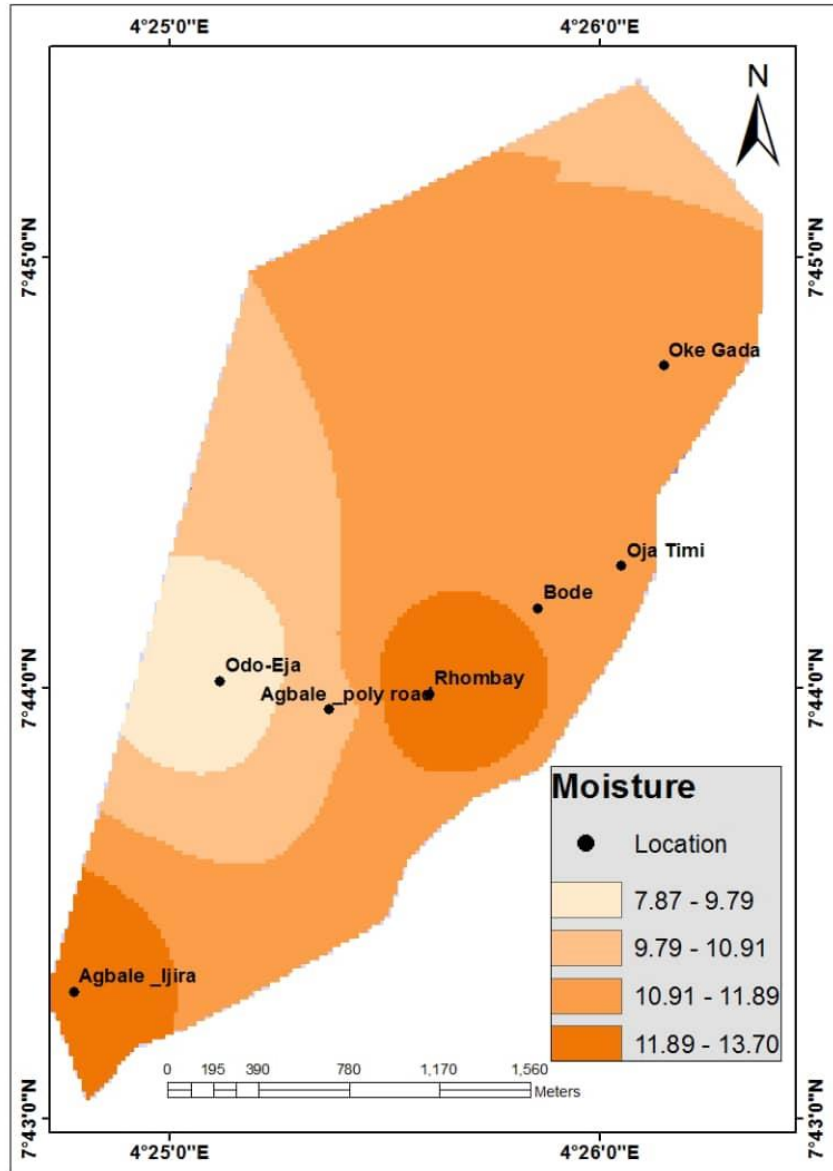 4°25'0"E 4°26'0"E
N
7°45'0"N 7°45'0"N
Oke Gada
Oja Timi
Bode
Odo-Eja
Rhombay
Agbale _poly road
7°44'0"N 7°44'0"N
Moisture
Location
7.87 - 9.79
9.79 - 10.91
10.91 - 11.89
11.89 - 13.70
Agbale _Ijira
0 195 390 780 1,170 1,560
Meters
7°43'0"N 7°43'0"N
4°25'0"E 4°26'0"E